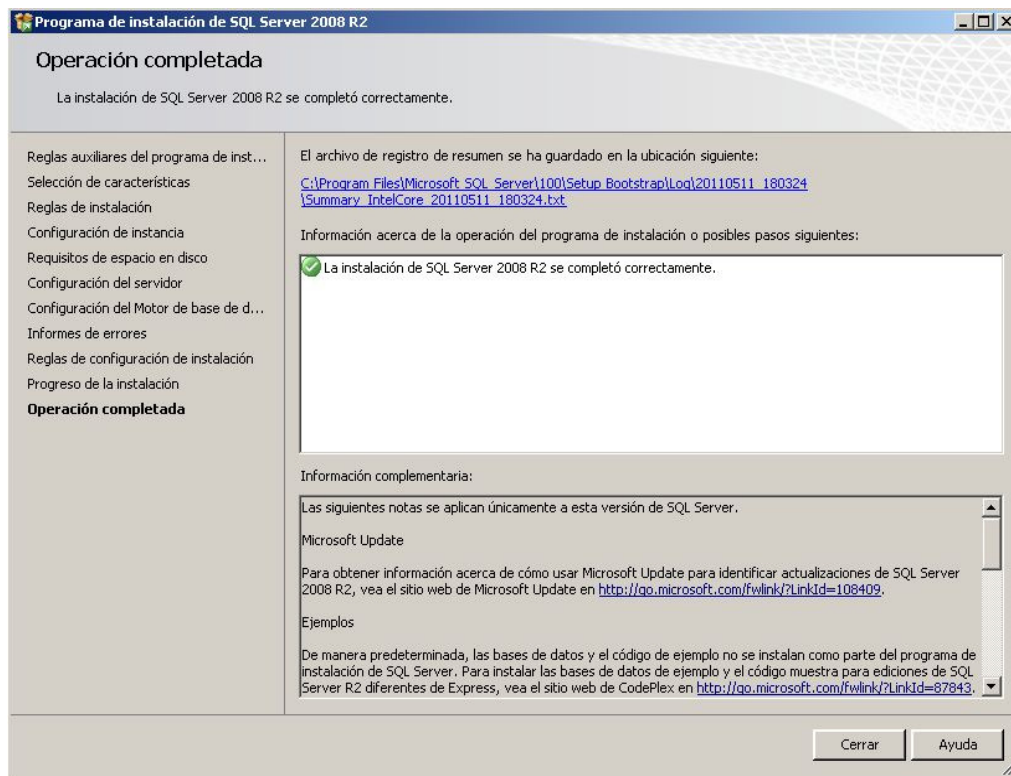 Programa de instalación de SQL Server 2008 R2
Operación completada
La instalación de SQL Server 2008 R2 se completó correctamente.
Reglas auxiliares del programa de inst...
Selección de características
Reglas de instalación
Configuración de instancia
Requisitos de espacio en disco
Configuración del servidor
Configuración del Motor de base de d...
Informes de errores
Reglas de configuración de instalación
Progreso de la instalación
Operación completada
El archivo de registro de resumen se ha guardado en la ubicación siguiente:
C:\Program Files\Microsoft SQL Server\100\Setup Bootstrap\Log\20110511_180324
\Summary_IntelCore_20110511_180324.txt
Información acerca de la operación del programa de instalación o posibles pasos siguientes:
La instalación de SQL Server 2008 R2 se completó correctamente.
Información complementaria:
Las siguientes notas se aplican únicamente a esta versión de SQL Server.
Microsoft Update
Para obtener información acerca de cómo usar Microsoft Update para identificar actualizaciones de SQL Server
2008 R2, vea el sitio web de Microsoft Update en http://go.microsoft.com/fwlink/?LinkId=108409.
Ejemplos
De manera predeterminada, las bases de datos y el código de ejemplo no se instalan como parte del programa de
instalación de SQL Server. Para instalar las bases de datos de ejemplo y el código muestra para ediciones de SQL
Server R2 diferentes de Express, vea el sitio web de CodePlex en http://go.microsoft.com/fwlink/?LinkId=87843.
Cerrar
Ayuda